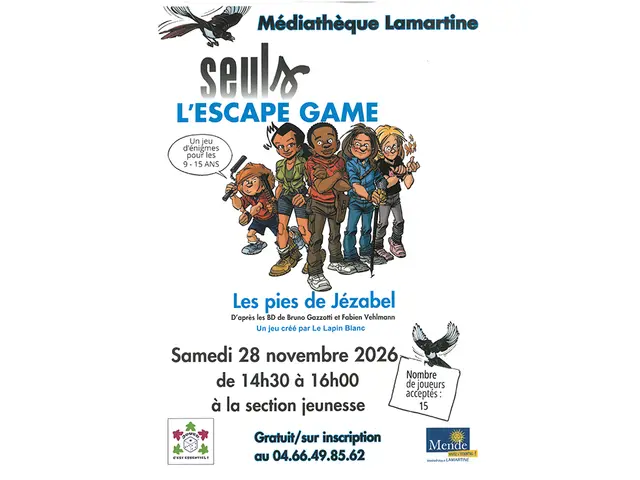 Médiathèque Lamartine
seuls
L'ESCAPE GAME
Un jeu
d'énigmes
pour les
9 - 15 ANS
Les pies de Jézabel
D'après les BD de Bruno Gazzotti et Fabien Vehlmann
Un jeu créé par Le Lapin Blanc
Samedi 28 novembre 2026
de 14h30 à 16h00
à la section jeunesse
Nombre
de joueurs
acceptés :
15
Gratuit/sur inscription
au 04.66.49.85.62
Mende
LAMARTINE